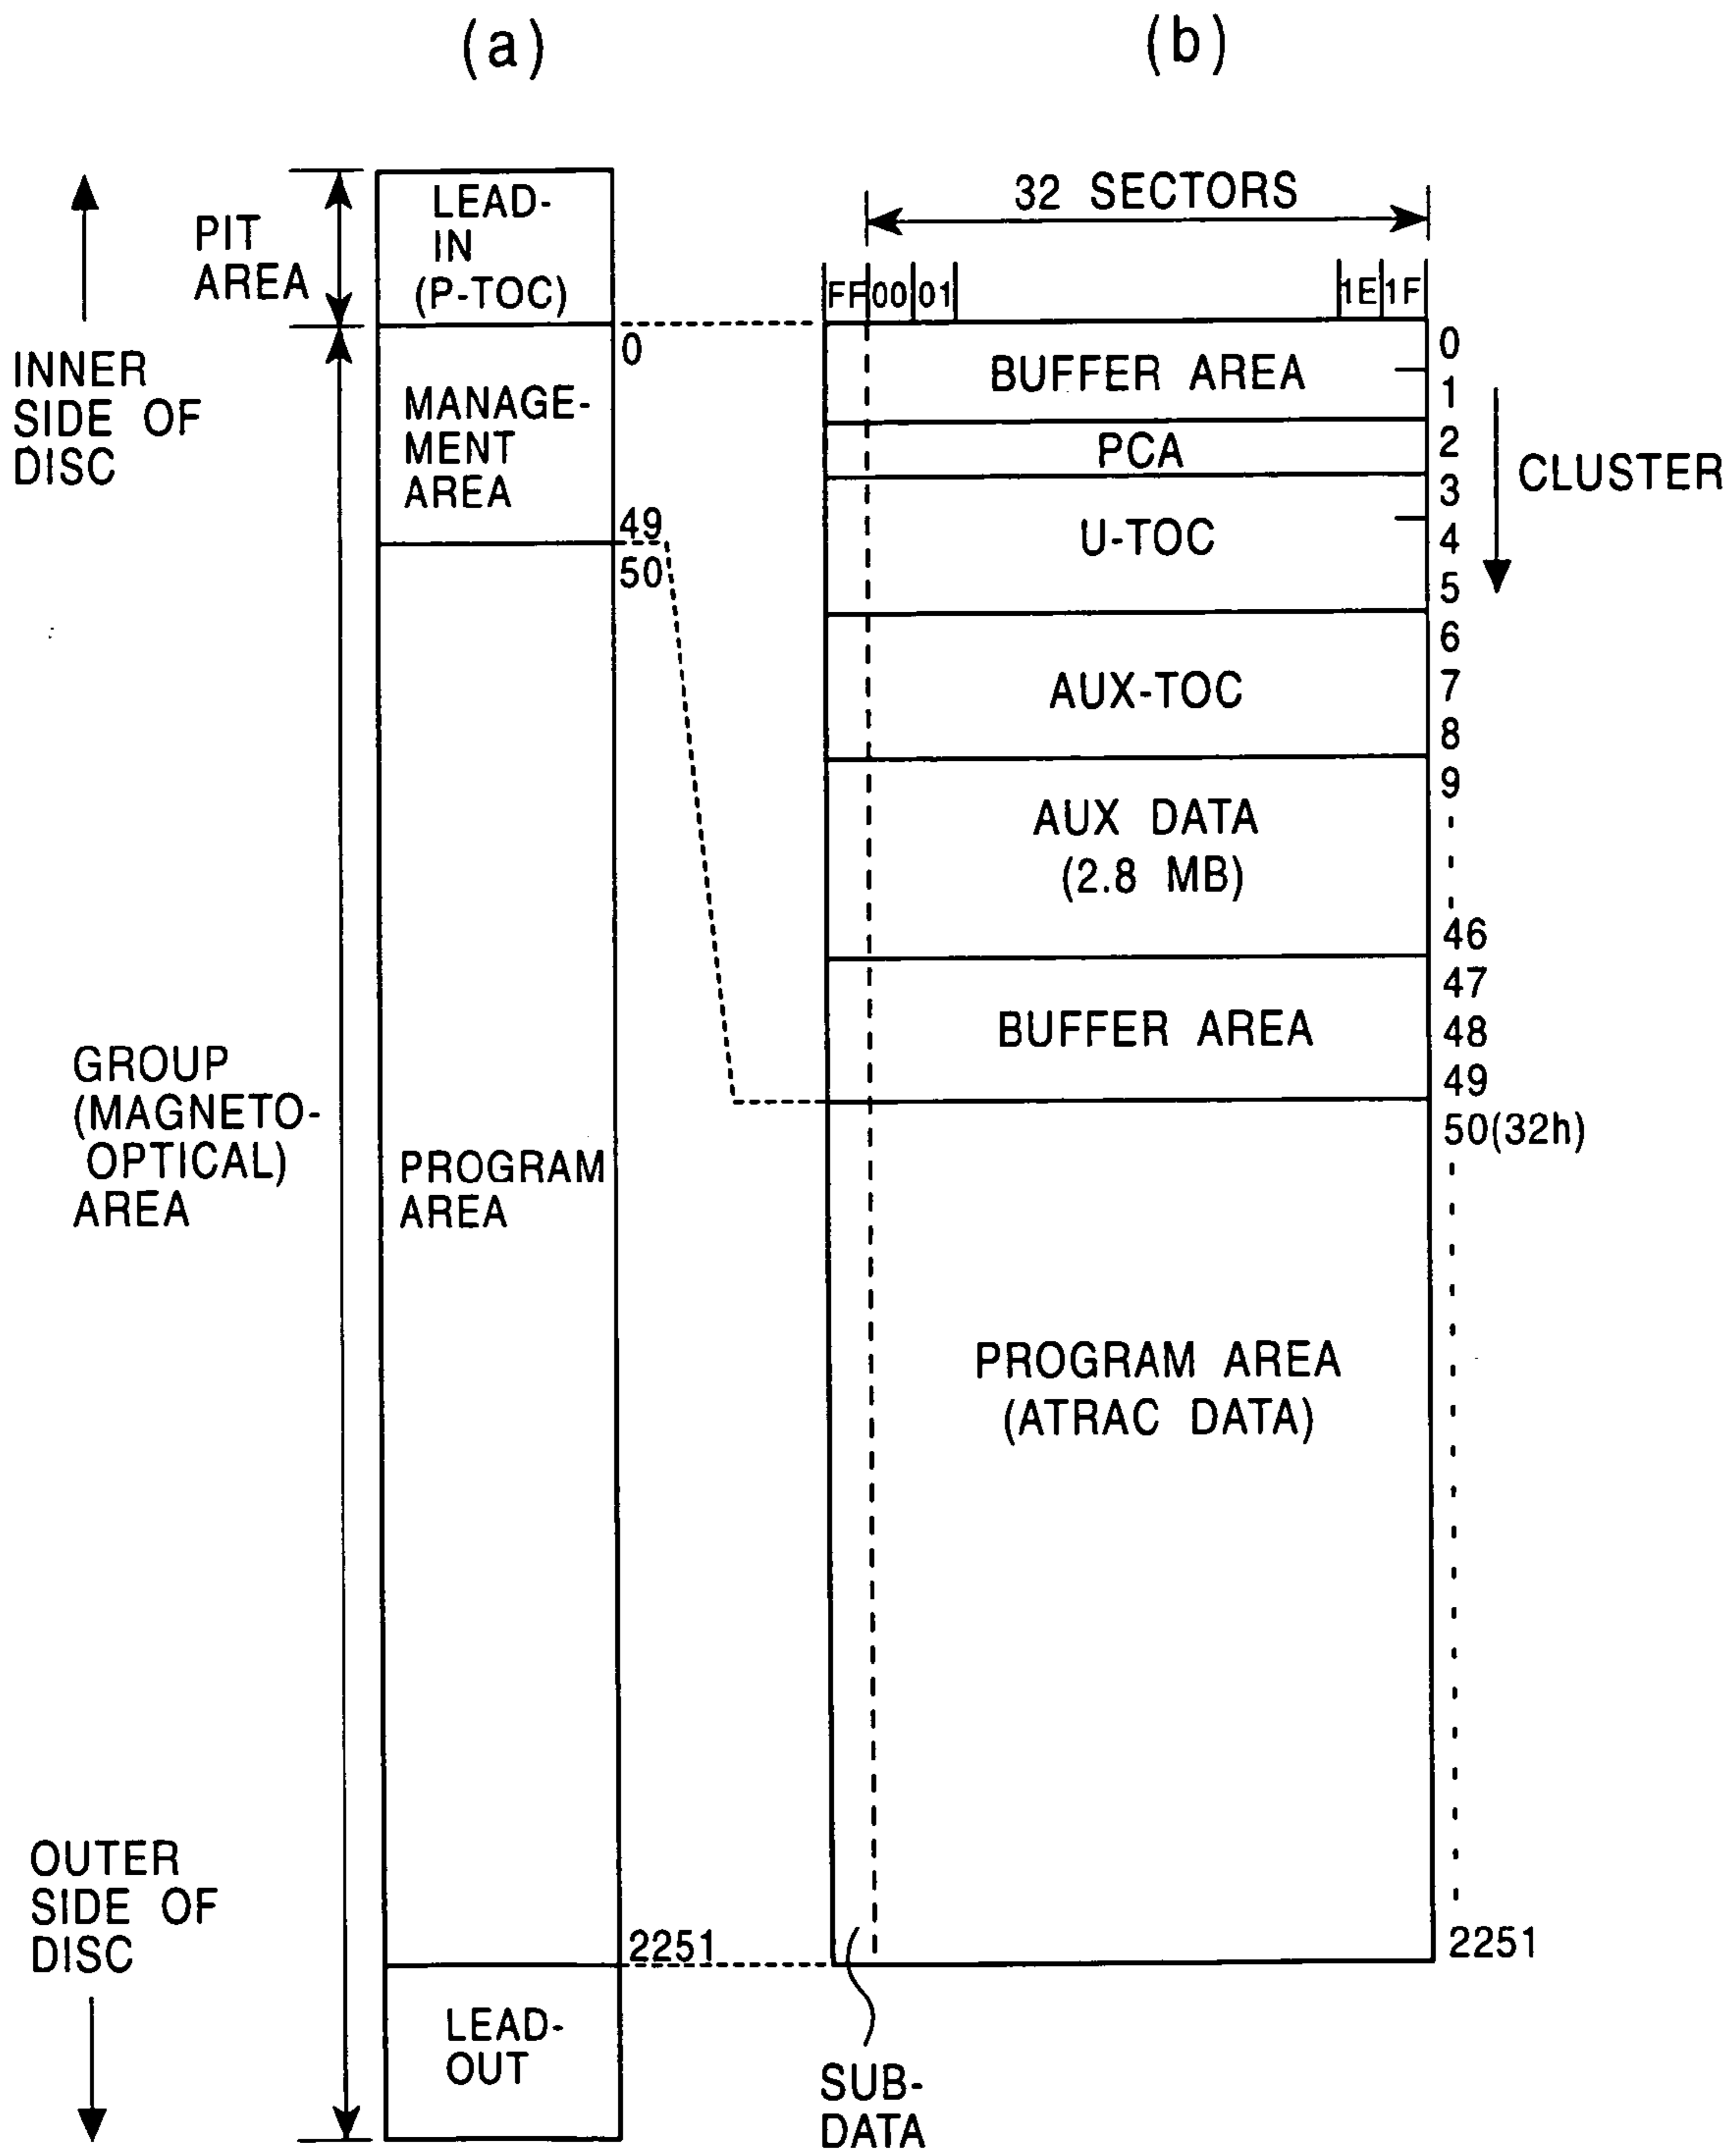 (a)
(b)
PIT
AREA
LEAD-
IN
(P-TOC)
32 SECTORS
FF 00 01 1E 1F
INNER
SIDE OF
DISC
0
MANAGE-
MENT
AREA
49
50
BUFFER AREA
0
1
PCA
2
U-TOC
3
4
5
CLUSTER
AUX-TOC
6
7
8
AUX DATA
(2.8 MB)
9
46
BUFFER AREA
47
48
49
50(32h)
GROUP
(MAGNETO-
OPTICAL)
AREA
PROGRAM
AREA
PROGRAM AREA
(ATRAC DATA)
OUTER
SIDE OF
DISC
2251
2251
LEAD-
OUT
SUB-
DATA